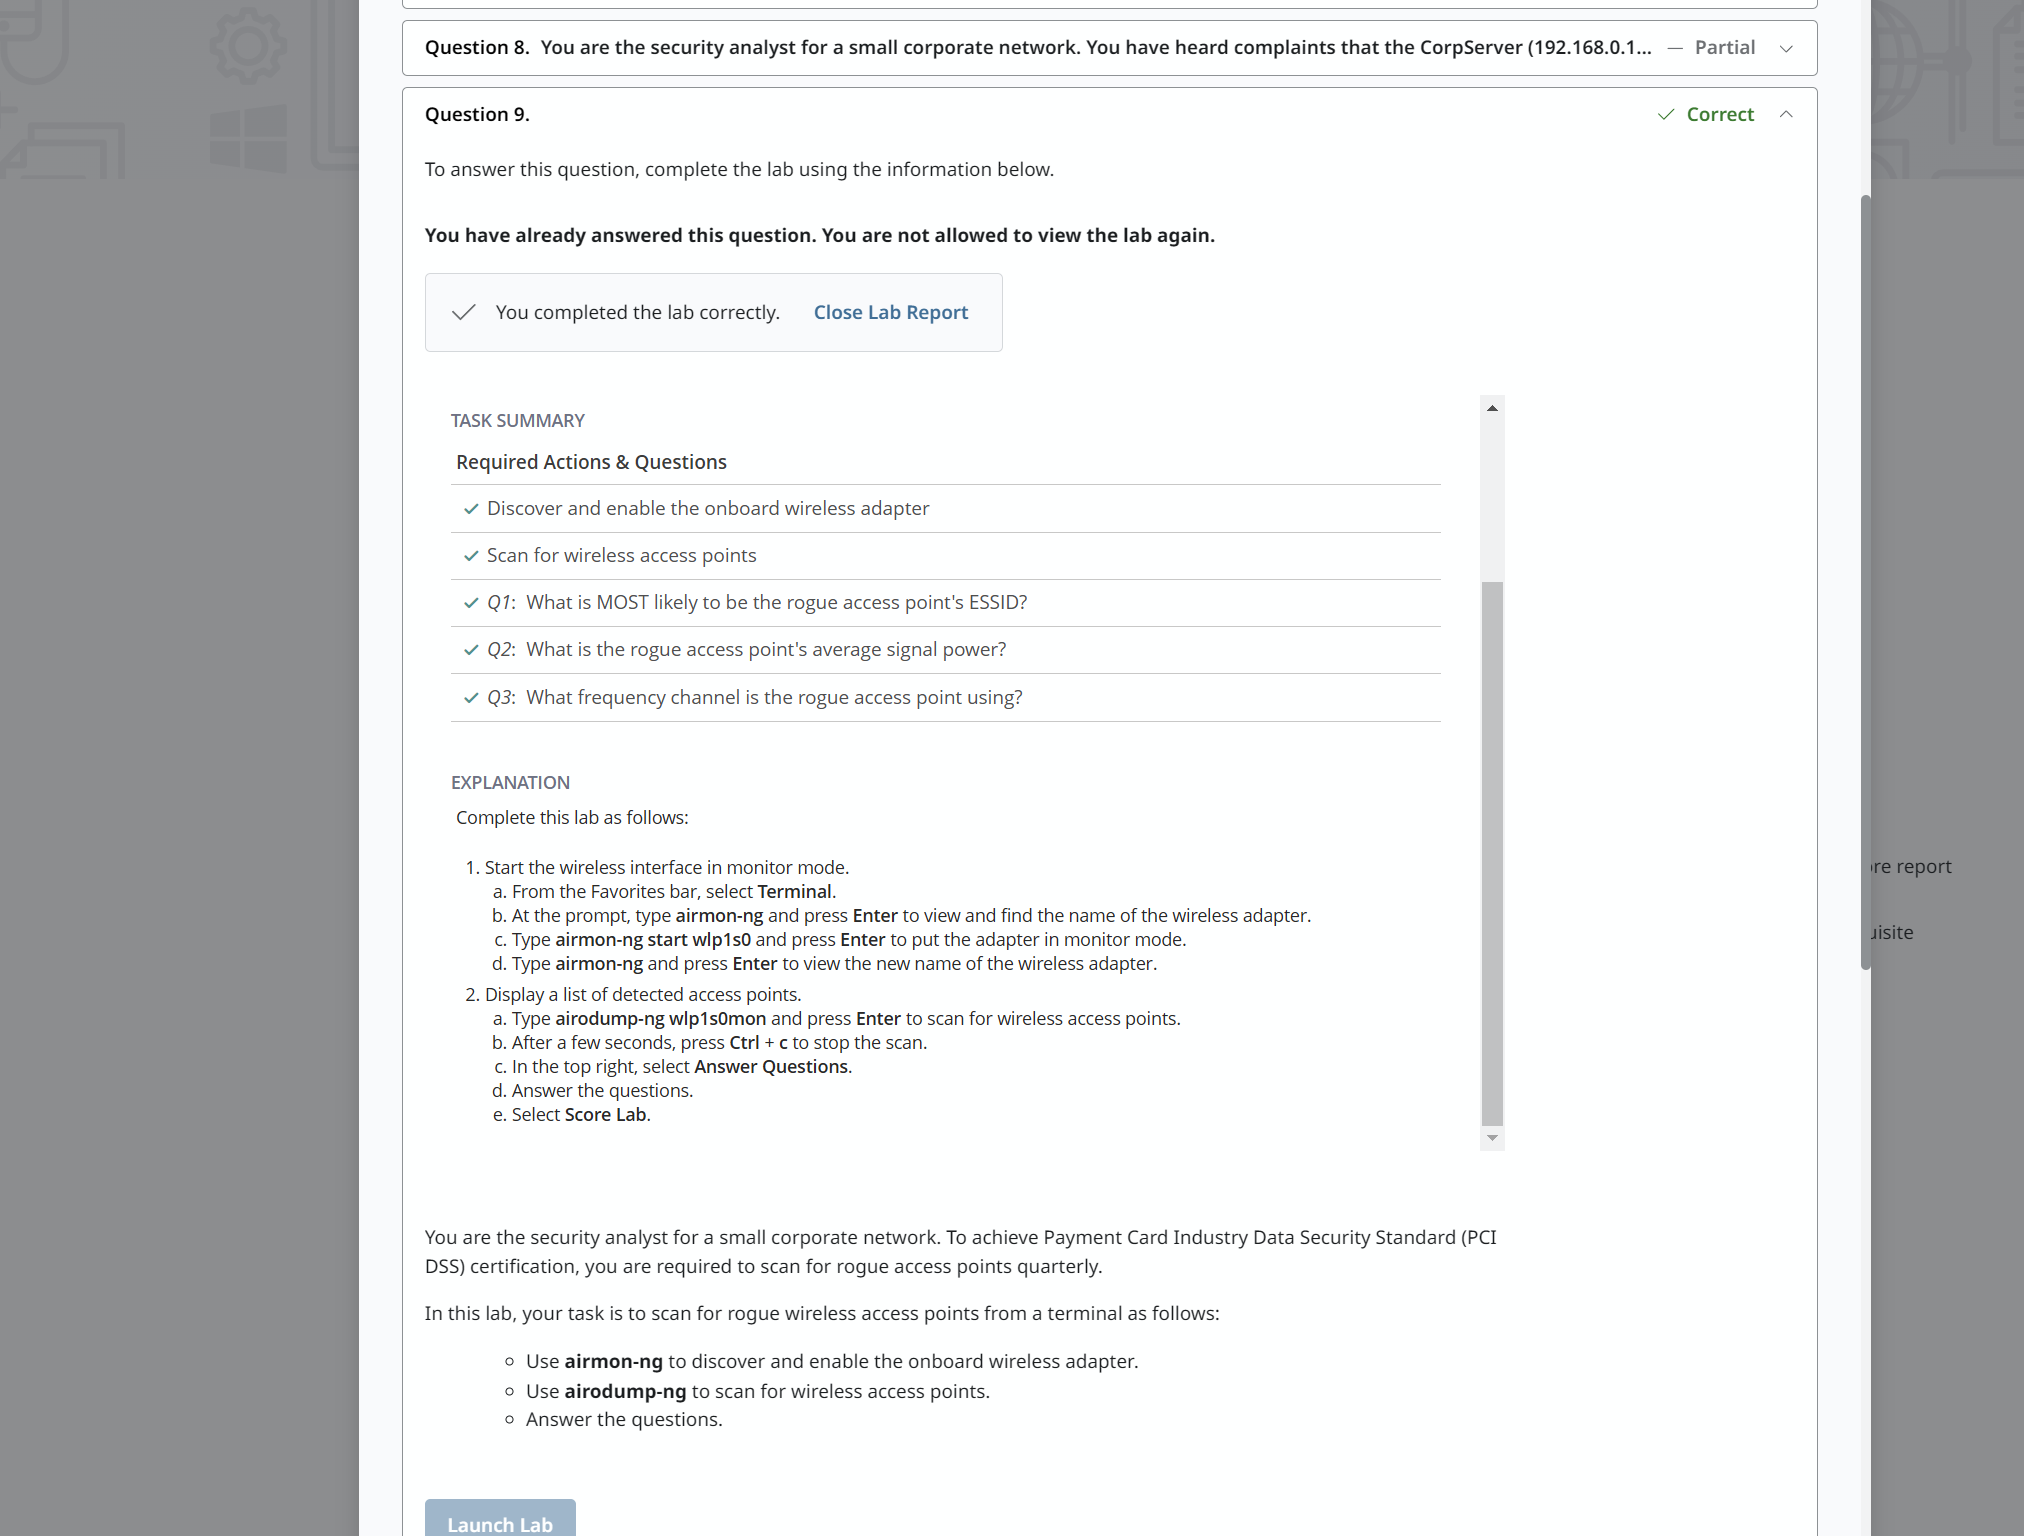 Question 8. You are the security analyst for a small corporate network. You have heard complaints that the CorpServer (192.168.0.1... — Partial
Question 9. Correct
To answer this question, complete the lab using the information below.
You have already answered this question. You are not allowed to view the lab again.
You completed the lab correctly. Close Lab Report
TASK SUMMARY
Required Actions & Questions
Discover and enable the onboard wireless adapter
Scan for wireless access points
Q1: What is MOST likely to be the rogue access point's ESSID?
Q2: What is the rogue access point's average signal power?
Q3: What frequency channel is the rogue access point using?
EXPLANATION
Complete this lab as follows:
1. Start the wireless interface in monitor mode.
a. From the Favorites bar, select Terminal.
b. At the prompt, type airmon-ng and press Enter to view and find the name of the wireless adapter.
c. Type airmon-ng start wlp1s0 and press Enter to put the adapter in monitor mode.
d. Type airmon-ng and press Enter to view the new name of the wireless adapter.
2. Display a list of detected access points.
a. Type airodump-ng wlp1s0mon and press Enter to scan for wireless access points.
b. After a few seconds, press Ctrl + c to stop the scan.
c. In the top right, select Answer Questions.
d. Answer the questions.
e. Select Score Lab.
You are the security analyst for a small corporate network. To achieve Payment Card Industry Data Security Standard (PCI
DSS) certification, you are required to scan for rogue access points quarterly.
In this lab, your task is to scan for rogue wireless access points from a terminal as follows:
Use airmon-ng to discover and enable the onboard wireless adapter.
Use airodump-ng to scan for wireless access points.
Answer the questions.
Launch Lab
report